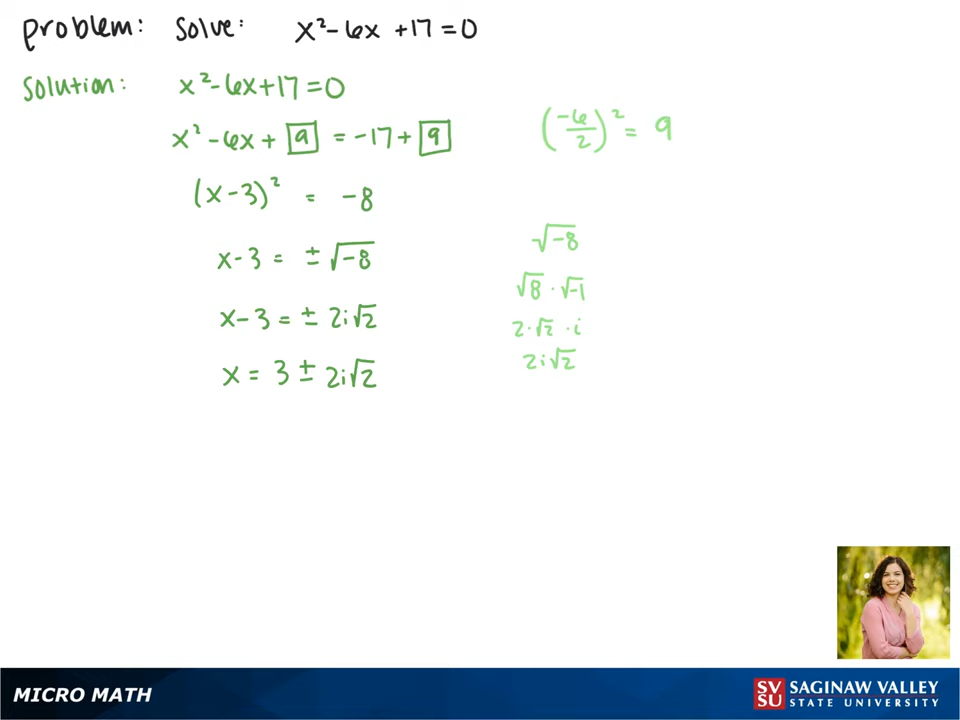 problem: solve: x² - 6x + 17 = 0
solution: x² - 6x + 17 = 0
x² - 6x + 9 = -17 + 9
(-6/2)² = 9
(x - 3)² = -8
x - 3 = ± √-8
√-8
√8 · √-1
x - 3 = ± 2i√2
2 · √2 · i
2i√2
x = 3 ± 2i√2
MICRO MATH
SV SU SAGINAW VALLEY
STATE UNIVERSITY